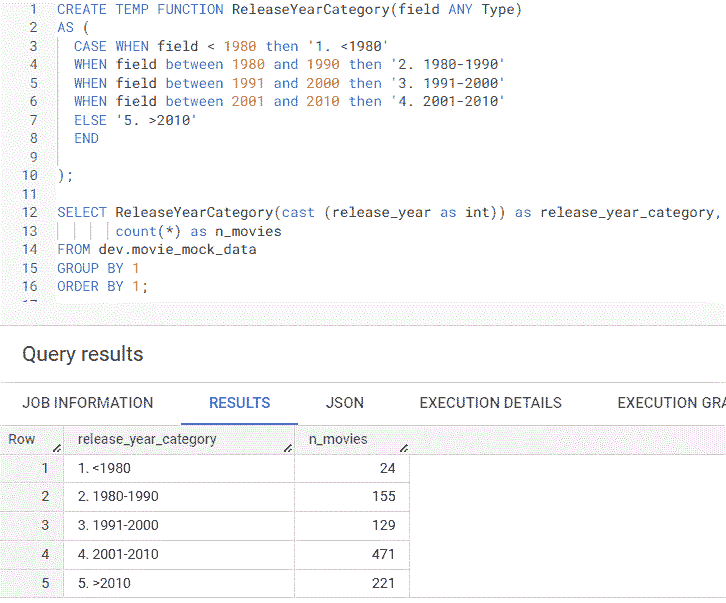 1 CREATE TEMP FUNCTION ReleaseYearCategory(field ANY Type)
2 AS (
3 CASE WHEN field < 1980 then '1. <1980'
4 WHEN field between 1980 and 1990 then '2. 1980-1990'
5 WHEN field between 1991 and 2000 then '3. 1991-2000'
6 WHEN field between 2001 and 2010 then '4. 2001-2010'
7 ELSE '5. >2010'
8 END
9
10 );
11
12 SELECT ReleaseYearCategory(cast (release_year as int)) as release_year_category,
13 count(*) as n_movies
14 FROM dev.movie_mock_data
15 GROUP BY 1
16 ORDER BY 1;
Query results
JOB INFORMATION RESULTS JSON EXECUTION DETAILS EXECUTION GRA
Row release_year_category n_movies
1 1. <1980 24
2 2. 1980-1990 155
3 3. 1991-2000 129
4 4. 2001-2010 471
5 5. >2010 221